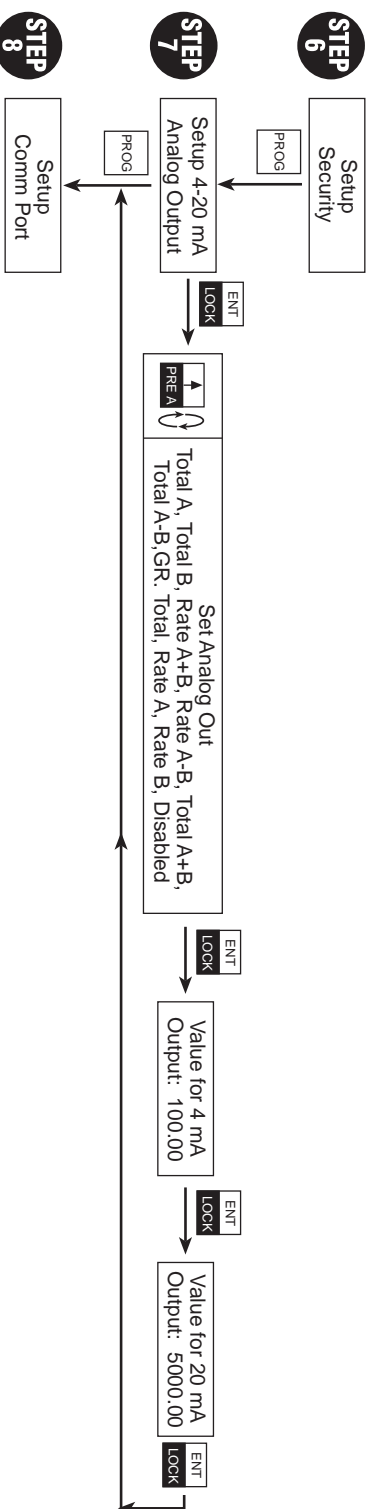 STEP
6
Setup
Security
PROG
STEP
7
Setup 4-20 mA
Analog Output
ENT
LOCK
PRE A
Set Analog Out
Total A, Total B, Rate A+B, Rate A-B, Total A+B,
Total A-B,GR. Total, Rate A, Rate B, Disabled
ENT
LOCK
Value for 4 mA
Output: 100.00
ENT
LOCK
Value for 20 mA
Output: 5000.00
ENT
LOCK
PROG
STEP
8
Setup
Comm Port